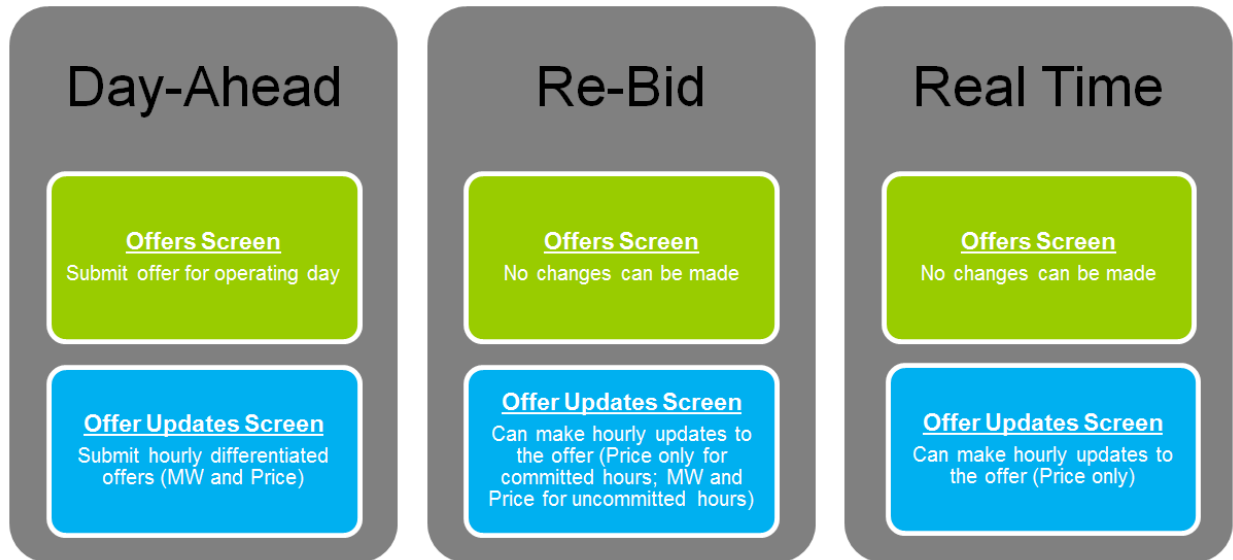 Day-Ahead
Offers Screen
Submit offer for operating day
Offer Updates Screen
Submit hourly differentiated
offers (MW and Price)
Re-Bid
Offers Screen
No changes can be made
Offer Updates Screen
Can make hourly updates to
the offer (Price only for
committed hours; MW and
Price for uncommitted hours)
Real Time
Offers Screen
No changes can be made
Offer Updates Screen
Can make hourly updates to
the offer (Price only)